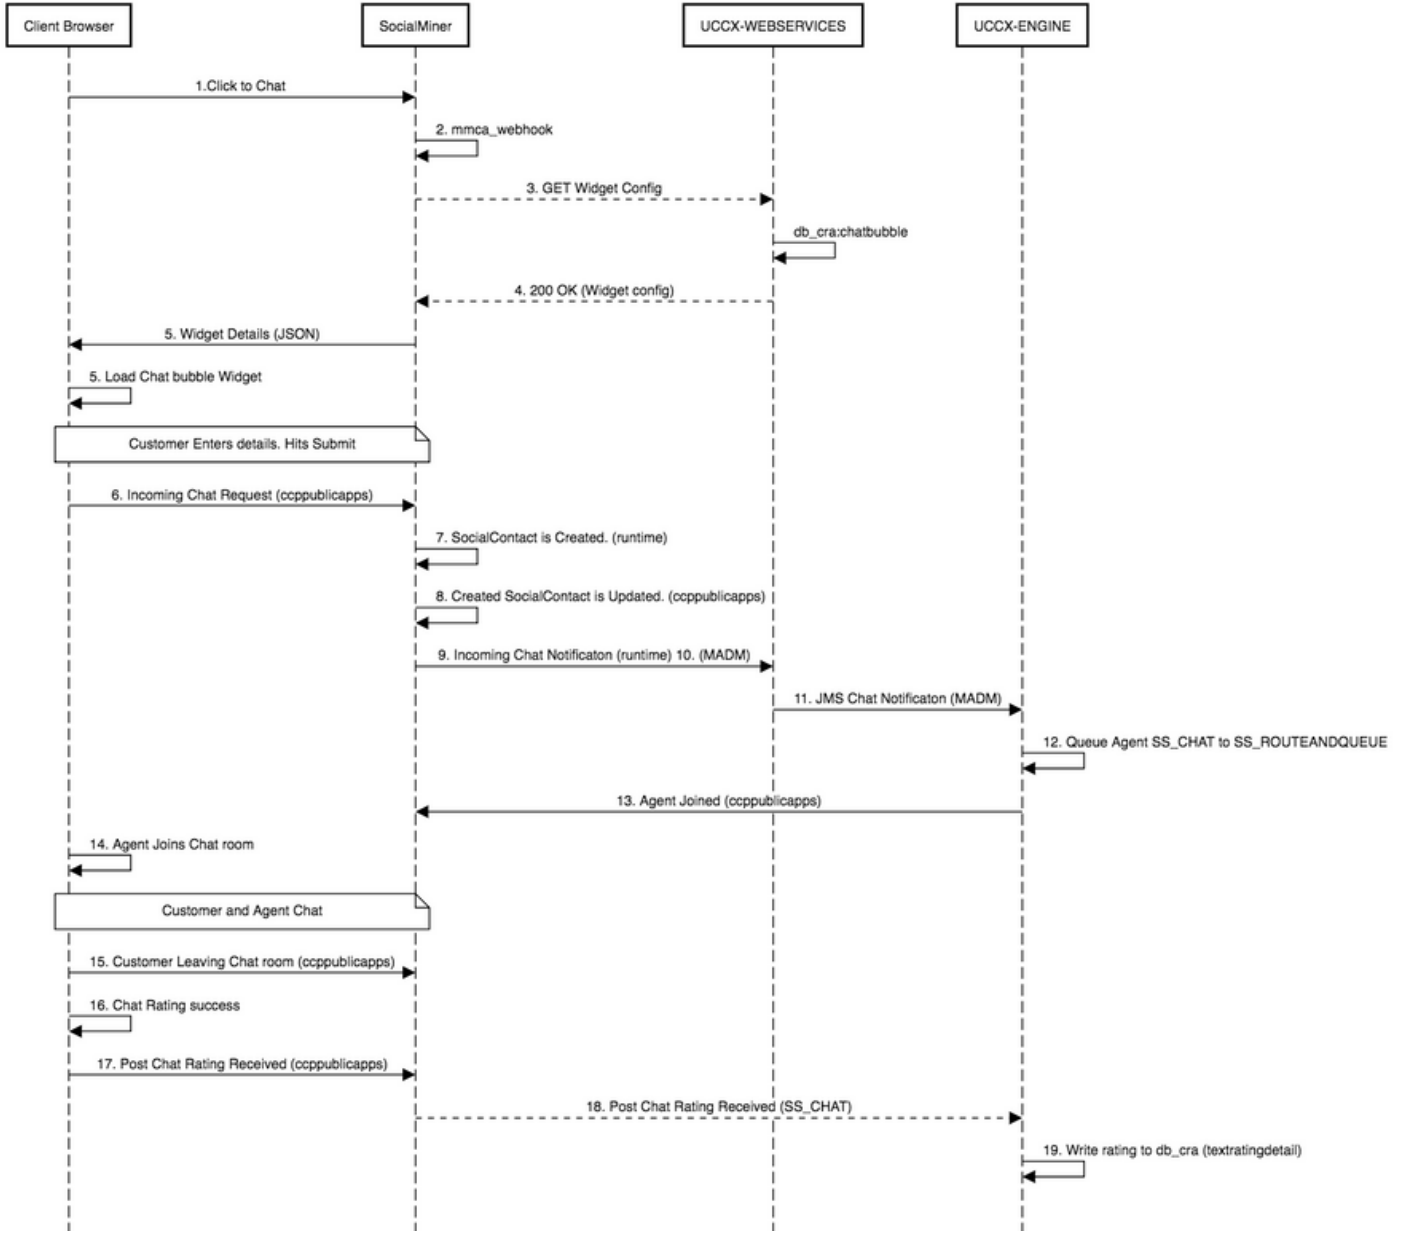 Client Browser
SocialMiner
UCCX-WEBSERVICES
UCCX-ENGINE
1.Click to Chat
2. mmca_webhook
3. GET Widget Config
db_cra:chatbubble
4. 200 OK (Widget config)
5. Widget Details (JSON)
5. Load Chat bubble Widget
Customer Enters details. Hits Submit
6. Incoming Chat Request (ccppublicapps)
7. SocialContact is Created. (runtime)
8. Created SocialContact is Updated. (ccppublicapps)
9. Incoming Chat Notificaton (runtime) 10. (MADM)
11. JMS Chat Notificaton (MADM)
12. Queue Agent SS_CHAT to SS_ROUTEANDQUEUE
13. Agent Joined (ccppublicapps)
14. Agent Joins Chat room
Customer and Agent Chat
15. Customer Leaving Chat room (ccppublicapps)
16. Chat Rating success
17. Post Chat Rating Received (ccppublicapps)
18. Post Chat Rating Received (SS_CHAT)
19. Write rating to db_cra (textratingdetail)